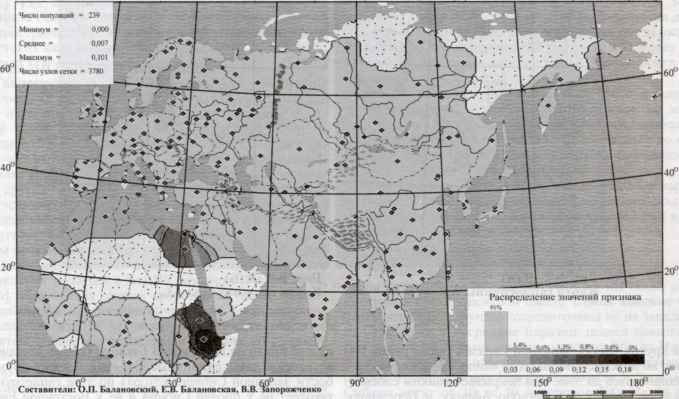 Число популяций = 239
Минимум = 0,000
Среднее = 0,007
Максимум = 0,101
Число узлов сетки = 3780
60° 60°
40° 40°
20° 20°
0° 0°
Распределение значений признака
91%
0,03 0,06 0,09 0,12 0,15 0,18
0° 30° 60° 90° 120° 150° 180°
Составители: О.П. Балановский, Е.В. Балановская, В.В. Запорожченко